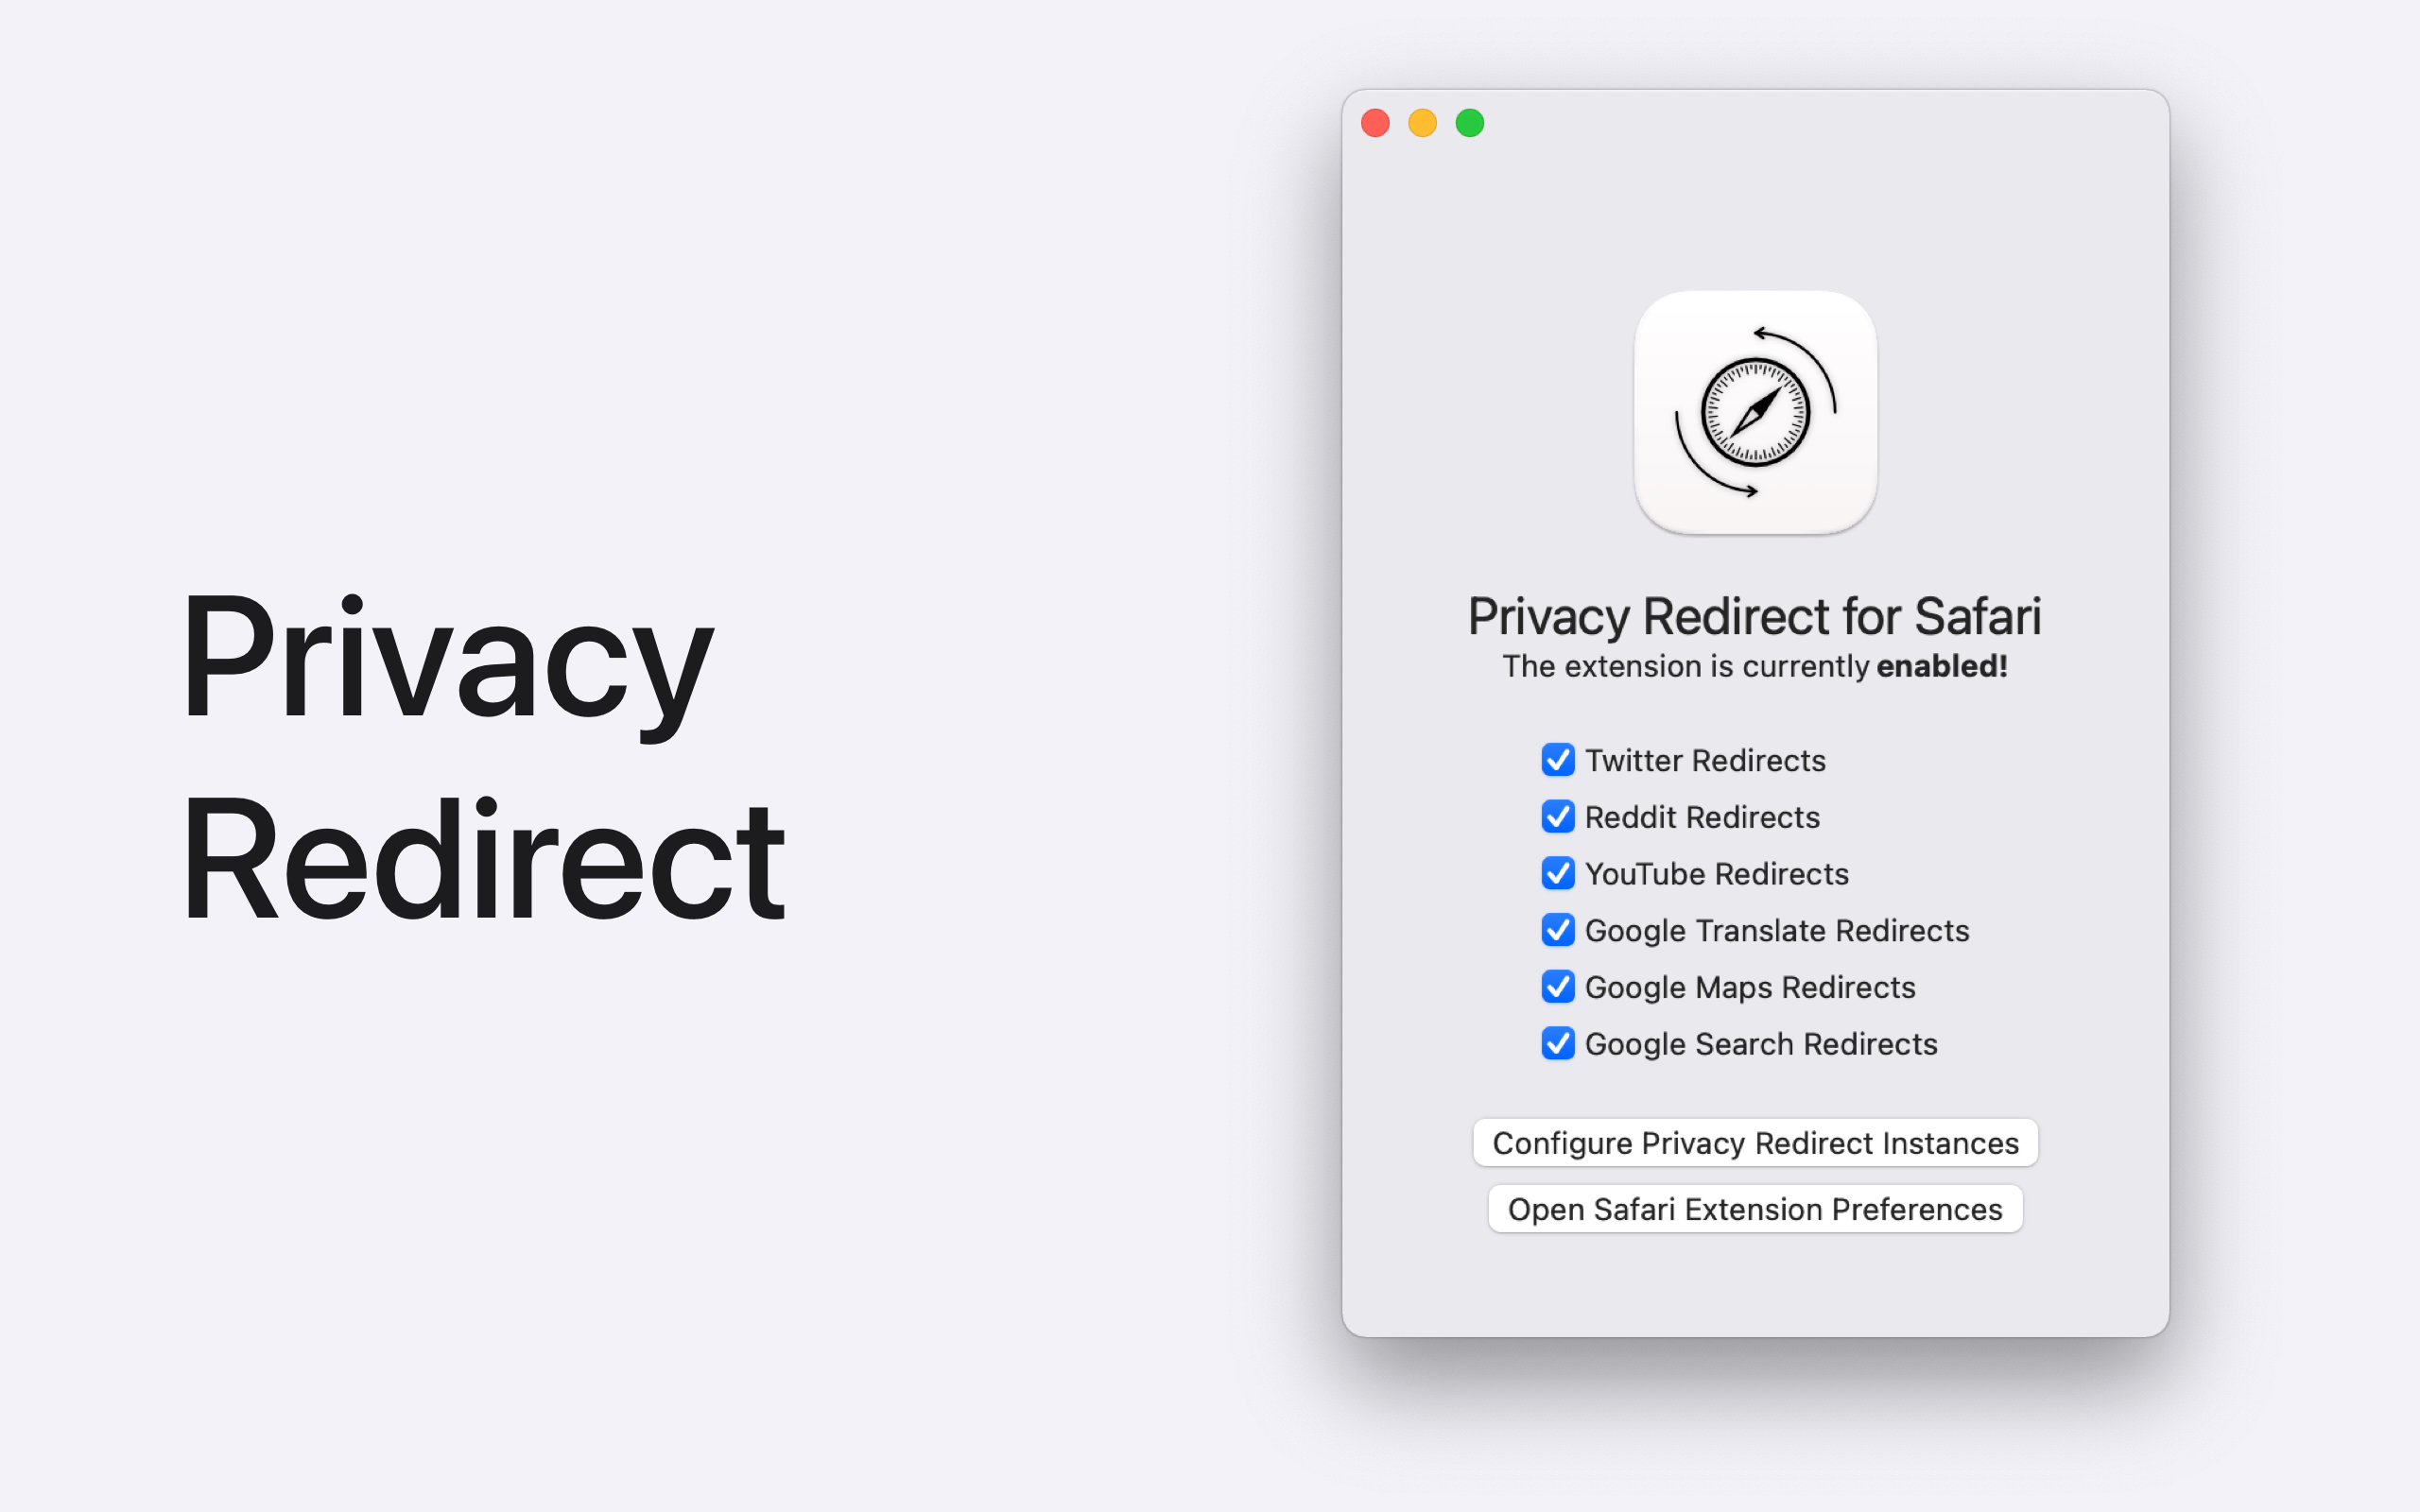 Privacy
Redirect
Privacy Redirect for Safari
The extension is currently enabled!
Twitter Redirects
Reddit Redirects
YouTube Redirects
Google Translate Redirects
Google Maps Redirects
Google Search Redirects
Configure Privacy Redirect Instances
Open Safari Extension Preferences